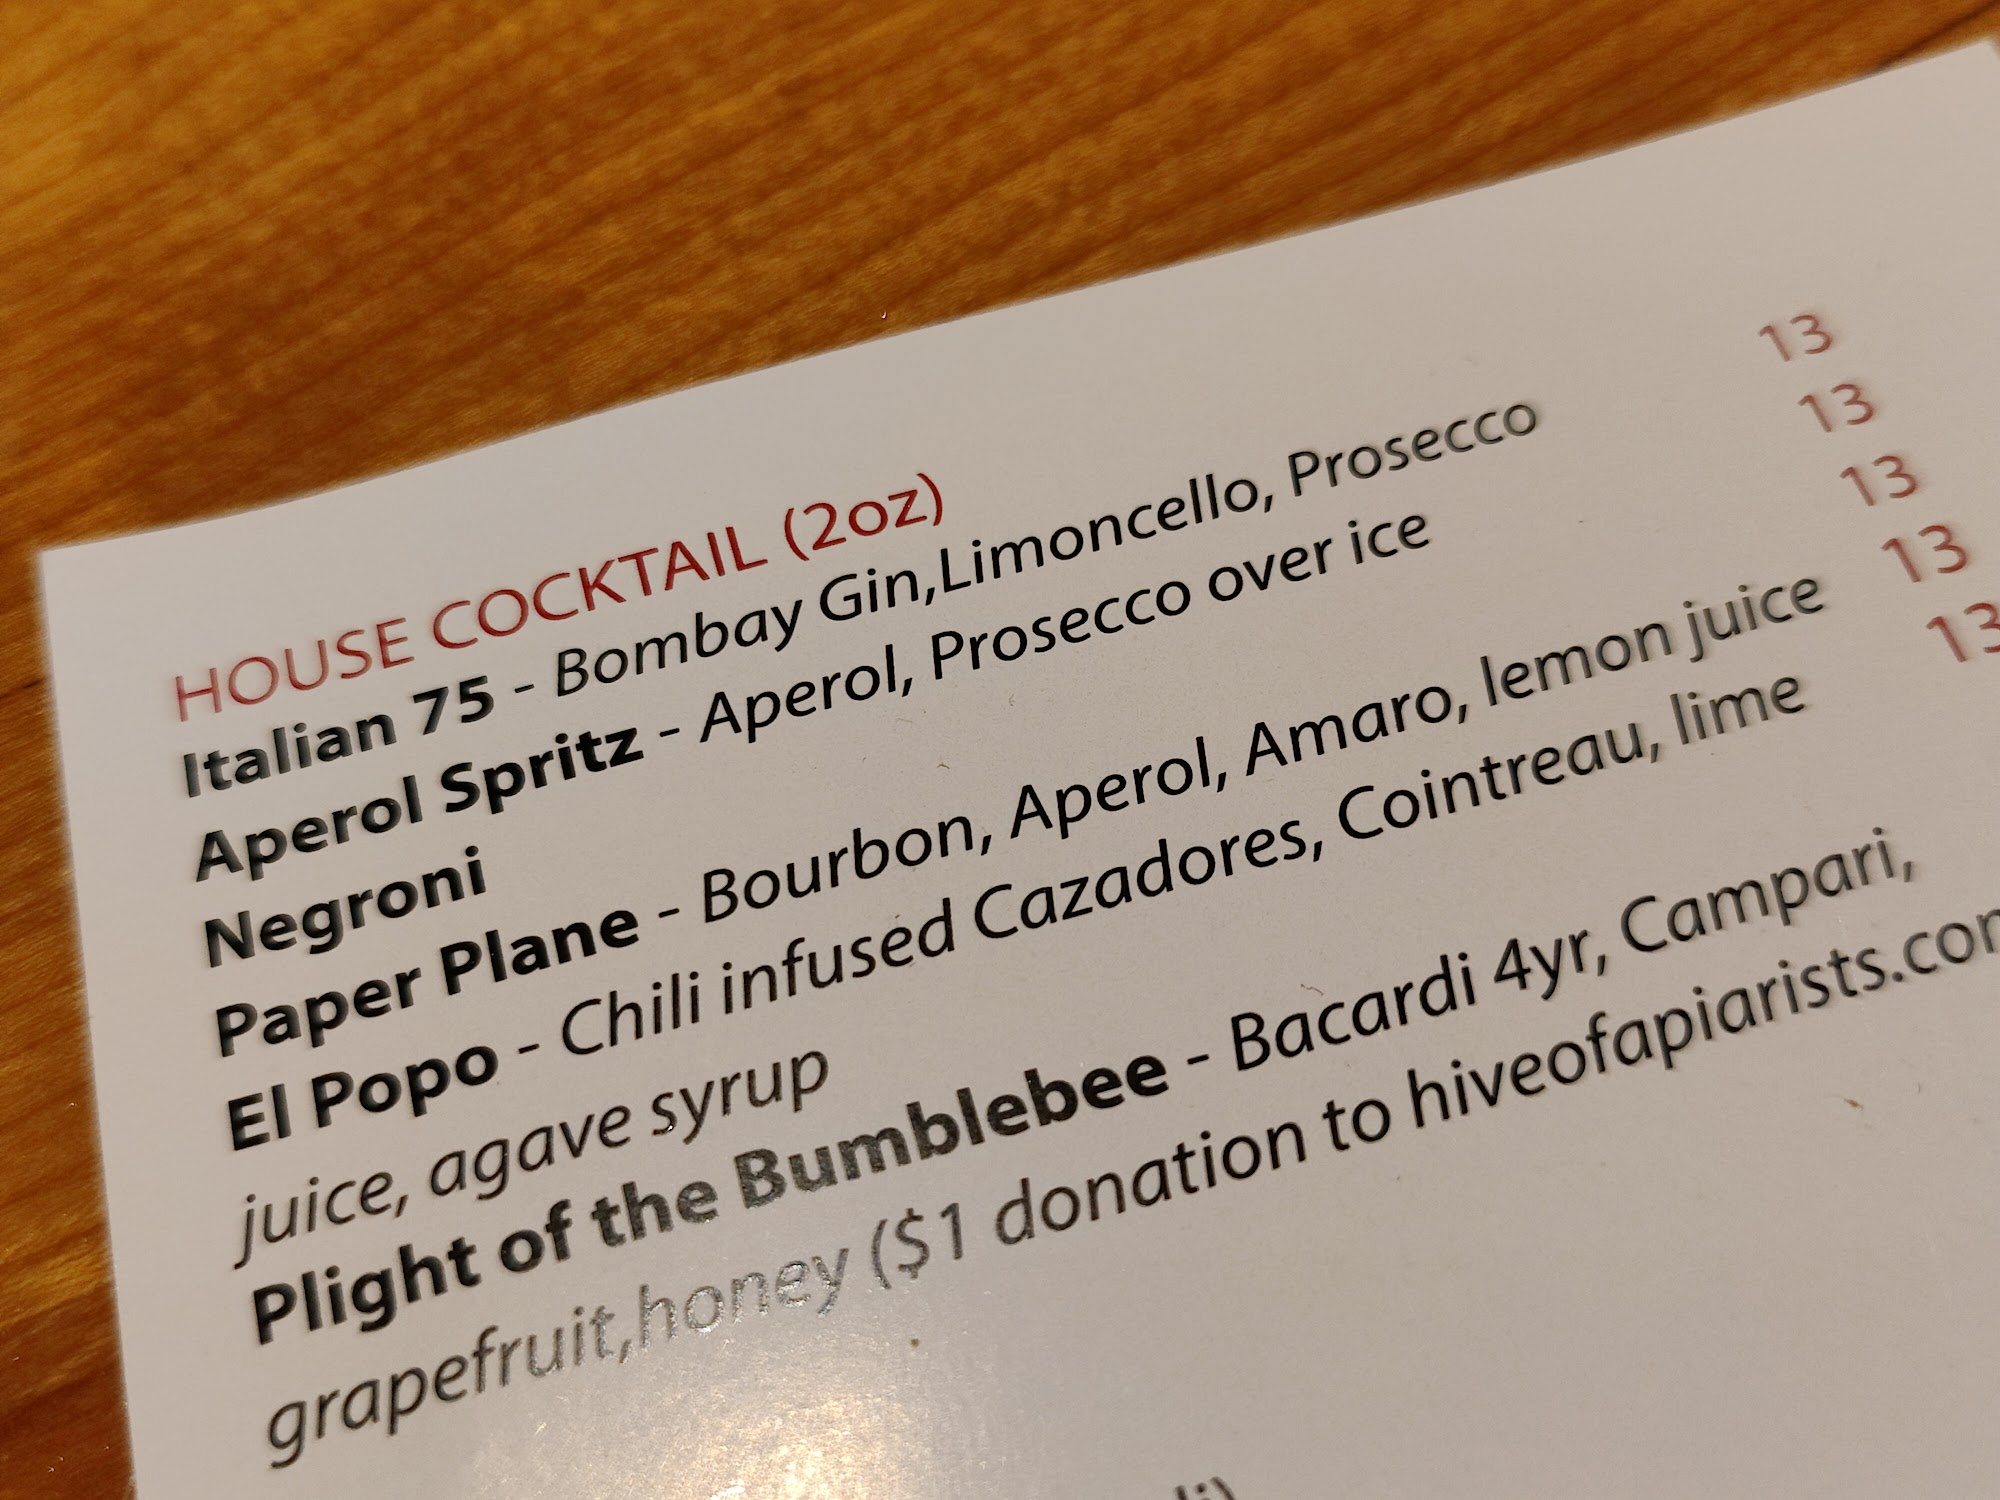 HOUSE COCKTAIL (2oz)
Italian 75 - Bombay Gin,Limoncello, Prosecco 13
Aperol Spritz - Aperol, Prosecco over ice 13
Negroni 13
Paper Plane - Bourbon, Aperol, Amaro, lemon juice 13
El Popo - Chili infused Cazadores, Cointreau, lime 13
juice, agave syrup
Plight of the Bumblebee - Bacardi 4yr, Campari,
grapefruit,honey ($1 donation to hiveofapiarists.com